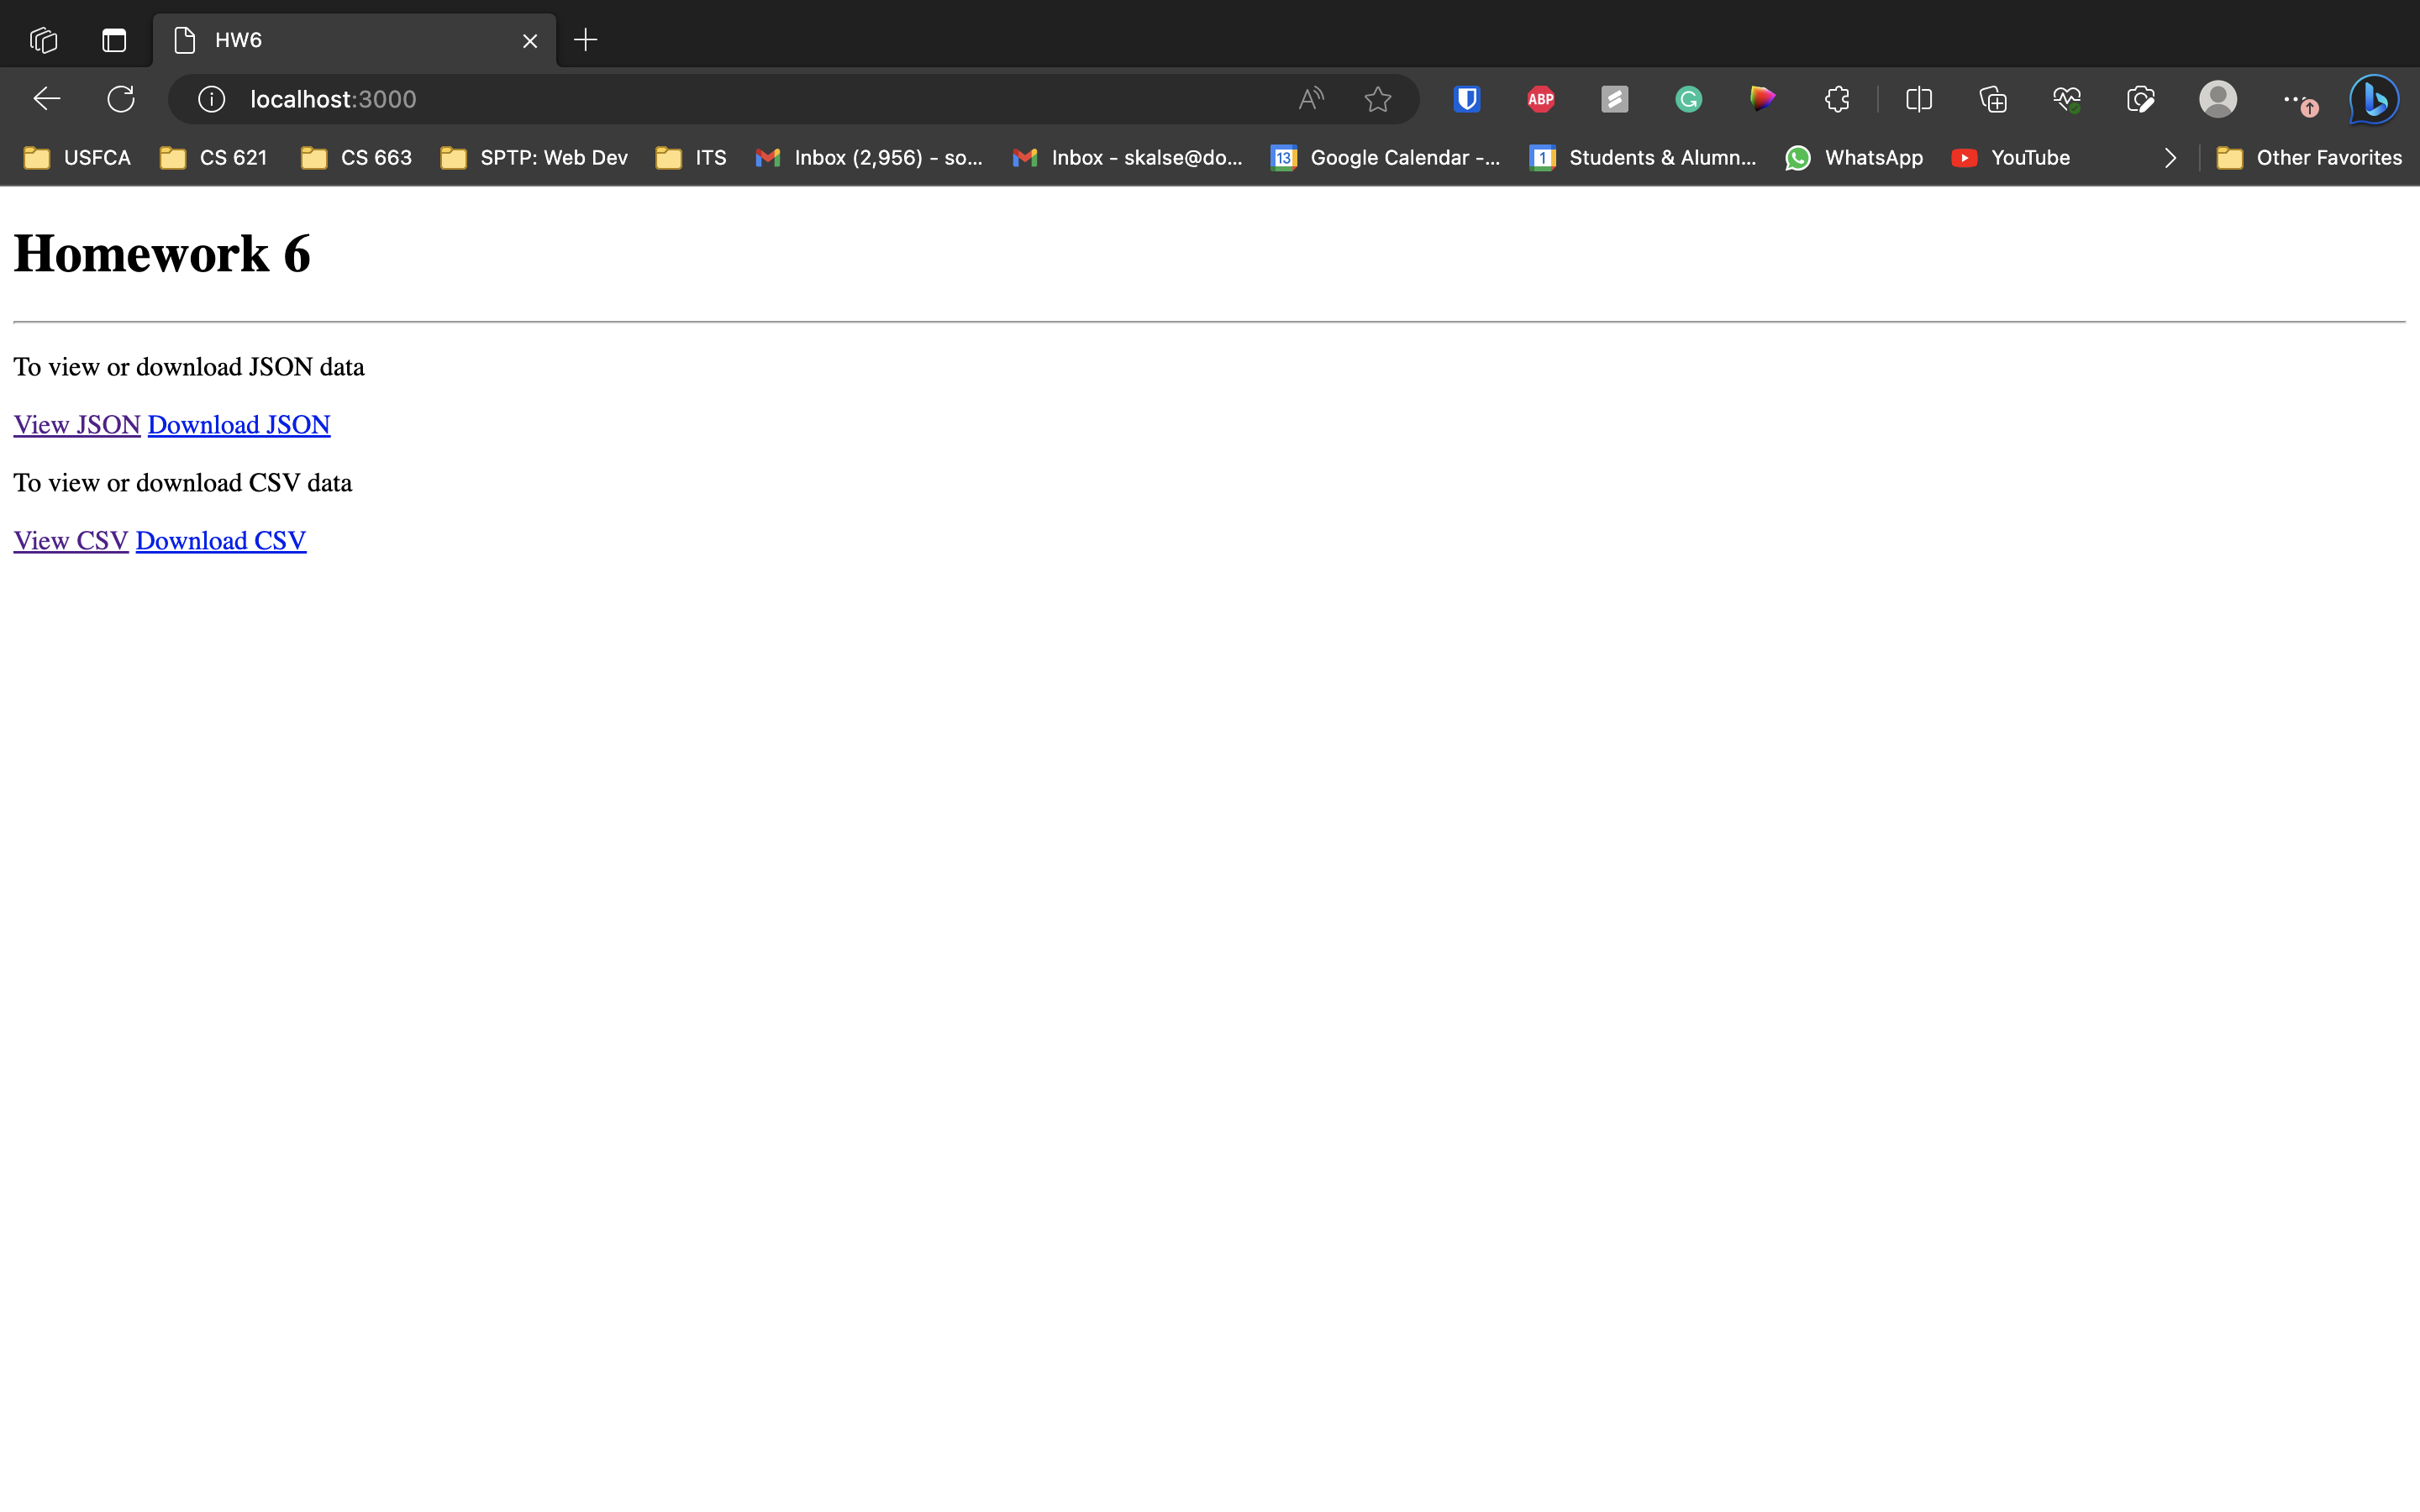 HW6
localhost:3000
ABP
USFCA CS 621 CS 663 SPTP: Web Dev ITS Inbox (2,956) - so... Inbox - skalse@do... 13 Google Calendar -... 1 Students & Alumn... WhatsApp YouTube Other Favorites
Homework 6
To view or download JSON data
View JSON Download JSON
To view or download CSV data
View CSV Download CSV